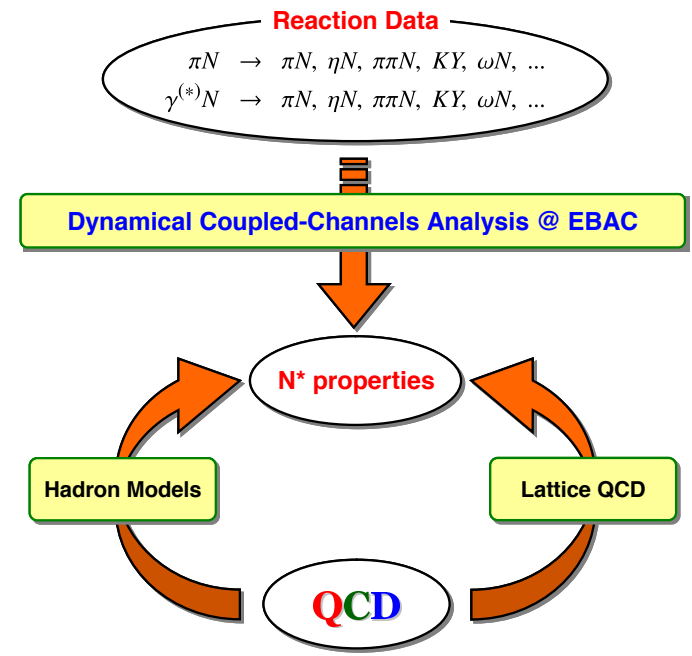 Reaction Data
πN → πN, ηN, ππN, KY, ωN, ...
γ(*)N → πN, ηN, ππN, KY, ωN, ...
Dynamical Coupled-Channels Analysis @ EBAC
N* properties
Hadron Models
Lattice QCD
QCD